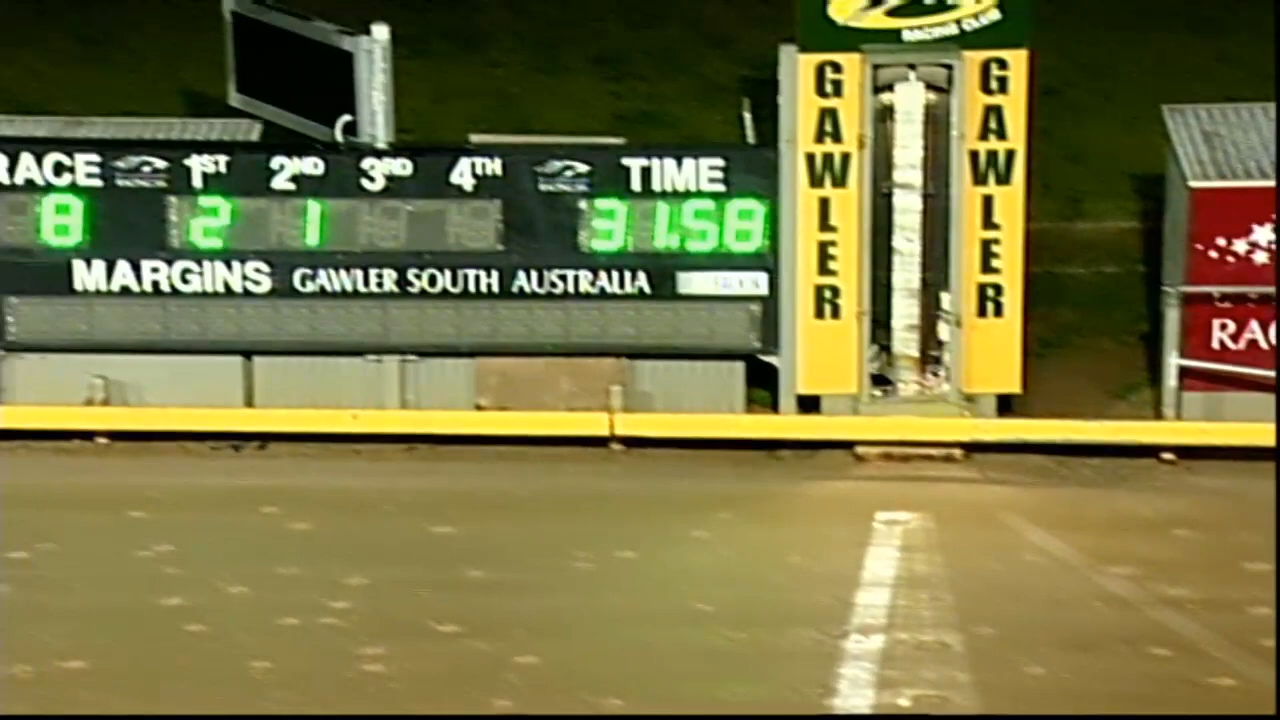 RACING CLUB
GAWLER
GAWLER
RACE 1ST 2ND 3RD 4TH TIME
8 2 1 31.58
MARGINS GAWLER SOUTH AUSTRALIA
RAC